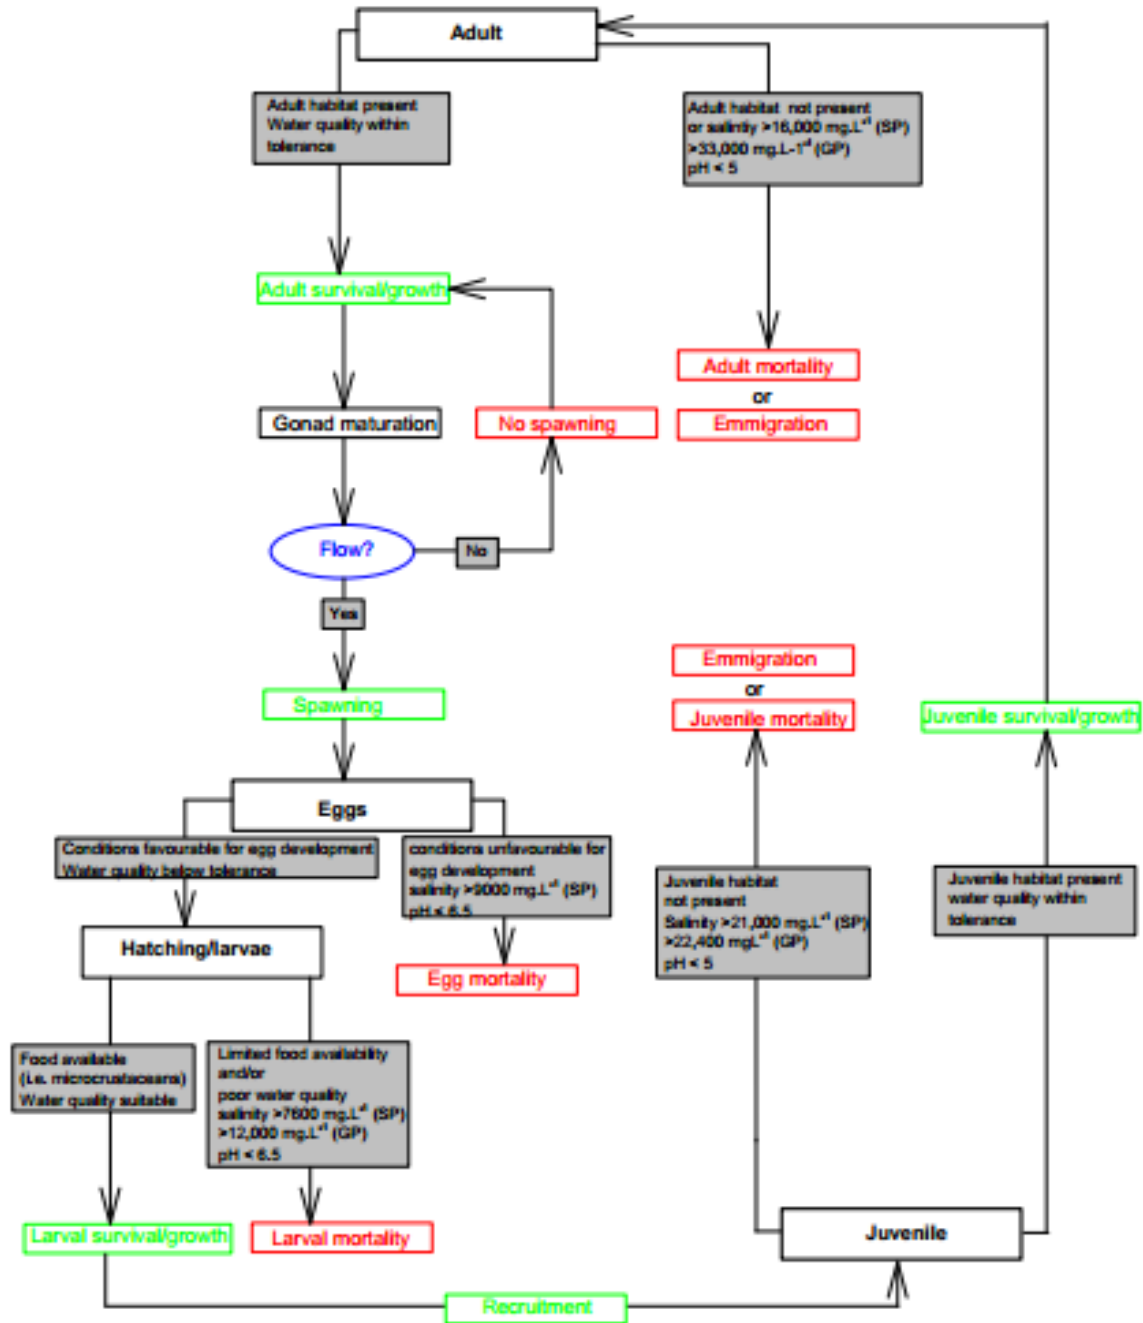 Adult
Adult habitat present
Water quality within
tolerance
Adult habitat  not present
or salintiy >16,000 mg.L⁻¹ (SP)
>33,000 mg.L-1⁻¹ (GP)
pH < 5
Adult survival/growth
Adult mortality
or
Emmigration
Gonad maturation
No spawning
Flow?
No
Yes
Spawning
Emmigration
or
Juvenile mortality
Juvenile survival/growth
Eggs
Conditions favourable for egg development
Water quality below tolerance
conditions unfavourable for
egg development
salinity >9000 mg.L⁻¹ (SP)
pH < 6.5
Juvenile habitat
not present
Salinity >21,000 mg.L⁻¹ (SP)
>22,400 mgL⁻¹ (GP)
pH < 5
Juvenile habitat present
water quality within
tolerance
Hatching/larvae
Egg mortality
Food available
(i.e. microcrustaceans)
Water quality suitable
Limited food availability
and/or
poor water quality
salinity >7600 mg.L⁻¹ (SP)
>12,000 mg.L⁻¹ (GP)
pH < 6.5
Larval survival/growth
Larval mortality
Juvenile
Recruitment